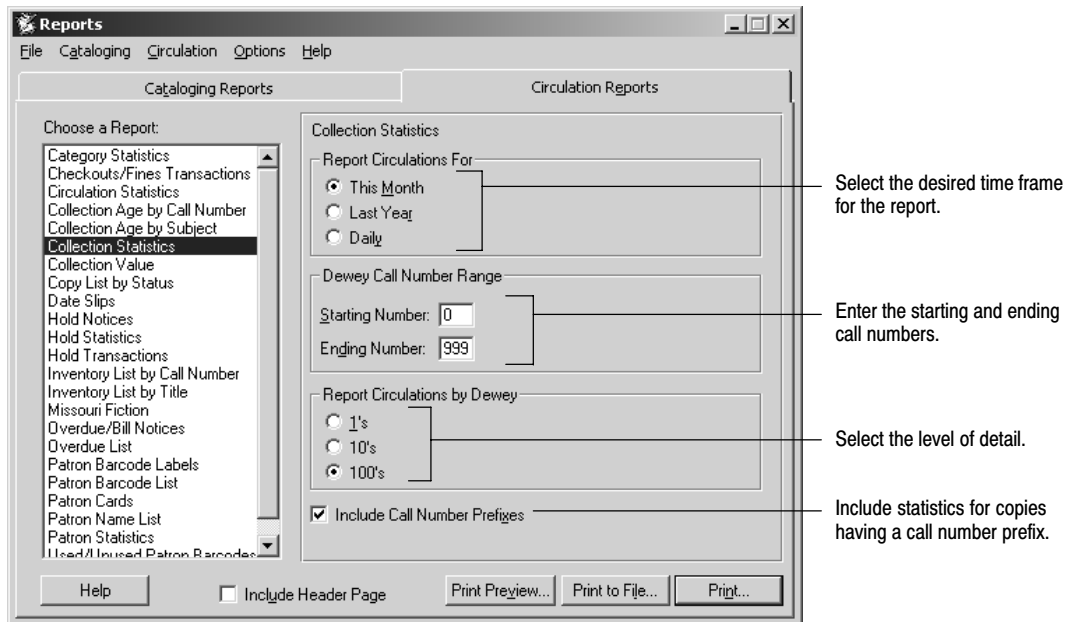 Reports
File Cataloging Circulation Options Help
Cataloging Reports
Circulation Reports
Choose a Report:
Category Statistics
Checkouts/Fines Transactions
Circulation Statistics
Collection Age by Call Number
Collection Age by Subject
Collection Statistics
Collection Value
Copy List by Status
Date Slips
Hold Notices
Hold Statistics
Hold Transactions
Inventory List by Call Number
Inventory List by Title
Missouri Fiction
Overdue/Bill Notices
Overdue List
Patron Barcode Labels
Patron Barcode List
Patron Cards
Patron Name List
Patron Statistics
Used/Unused Patron Barcodes
Collection Statistics
Report Circulations For
This Month
Last Year
Daily
Select the desired time frame
for the report.
Dewey Call Number Range
Starting Number: 0
Ending Number: 999
Enter the starting and ending
call numbers.
Report Circulations by Dewey
1's
10's
100's
Select the level of detail.
Include Call Number Prefixes
Include statistics for copies
having a call number prefix.
Help
Include Header Page
Print Preview...
Print to File...
Print...